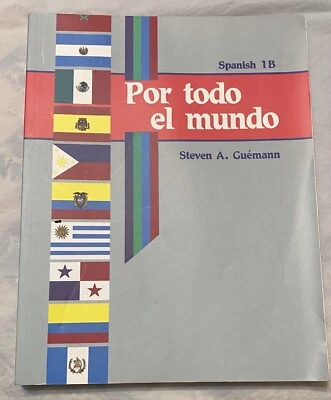 Spanish 1B
Por todo
el mundo
Steven A. Guémann